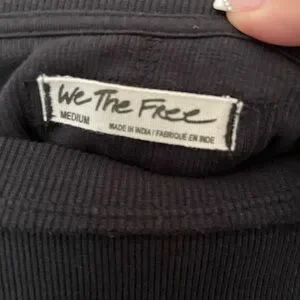 We The Free
MEDIUM
MADE IN INDIA / FABRIQUÉ EN INDE